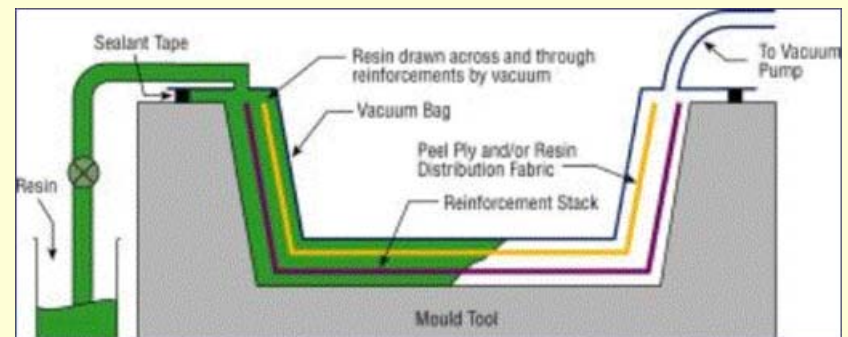 Sealant Tape
Resin drawn across and through
reinforcements by vacuum
To Vacuum
Pump
Vacuum Bag
Peel Ply and/or Resin
Distribution Fabric
Resin
Reinforcement Stack
Mould Tool